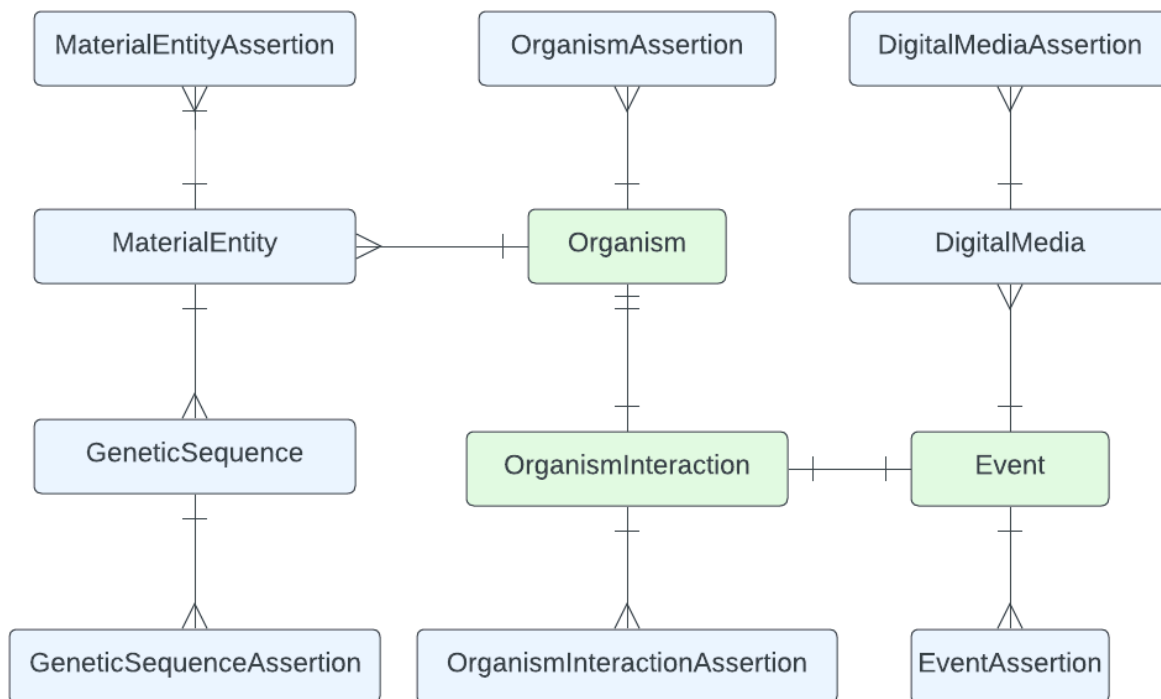 MaterialEntityAssertion
OrganismAssertion
DigitalMediaAssertion
MaterialEntity
Organism
DigitalMedia
GeneticSequence
OrganismInteraction
Event
GeneticSequenceAssertion
OrganismInteractionAssertion
EventAssertion